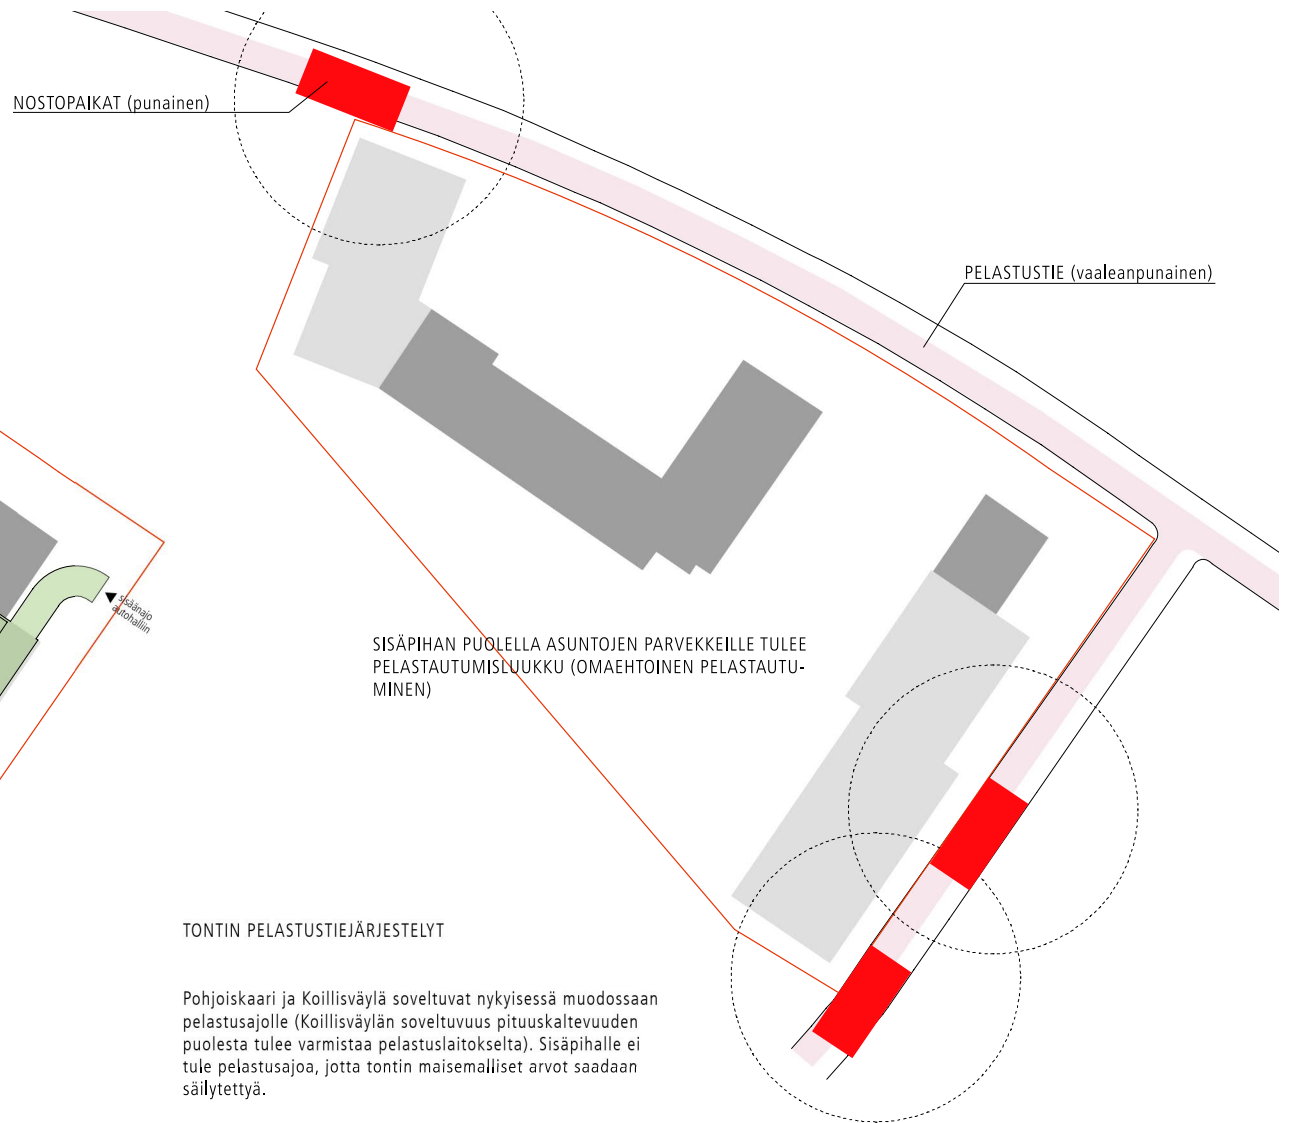 NOSTOPAIKAT (punainen)
PELASTUSTIE (vaaleanpunainen)
sisäänajo
autohalliin
SISÄPIHAN PUOLELLA ASUNTOJEN PARVEKKEILLE TULEE
PELASTAUTUMISLUUKKU (OMAEHTOINEN PELASTAUTU-
MINEN)
TONTIN PELASTUSTIEJÄRJESTELYT
Pohjoiskaari ja Koillisväylä soveltuvat nykyisessä muodossaan
pelastusajolle (Koillisväylän soveltuvuus pituuskaltevuuden
puolesta tulee varmistaa pelastuslaitokselta). Sisäpihalle ei
tule pelastusajoa, jotta tontin maisemalliset arvot saadaan
säilytettyä.